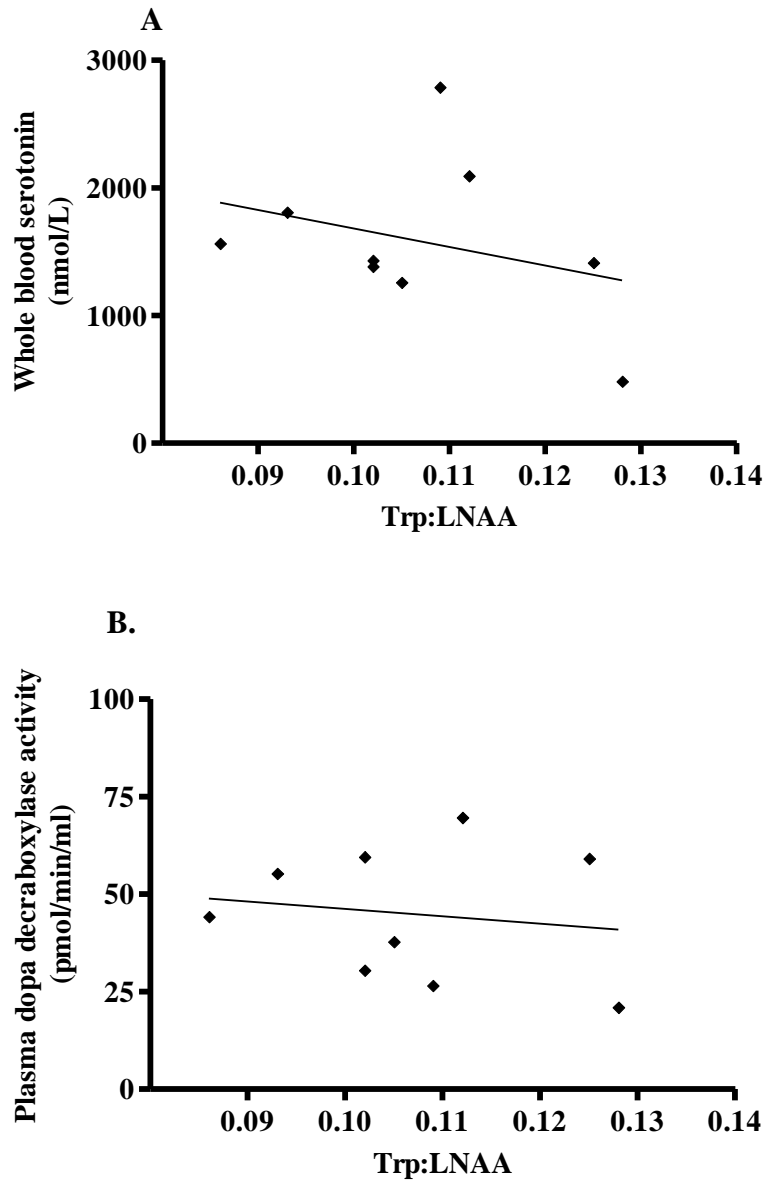 A
Whole blood serotonin
(nmol/L)
3000
2000
1000
0
0.09 0.10 0.11 0.12 0.13 0.14
Trp:LNAA
B.
Plasma dopa decraboxylase activity
(pmol/min/ml)
100
75
50
25
0
0.09 0.10 0.11 0.12 0.13 0.14
Trp:LNAA